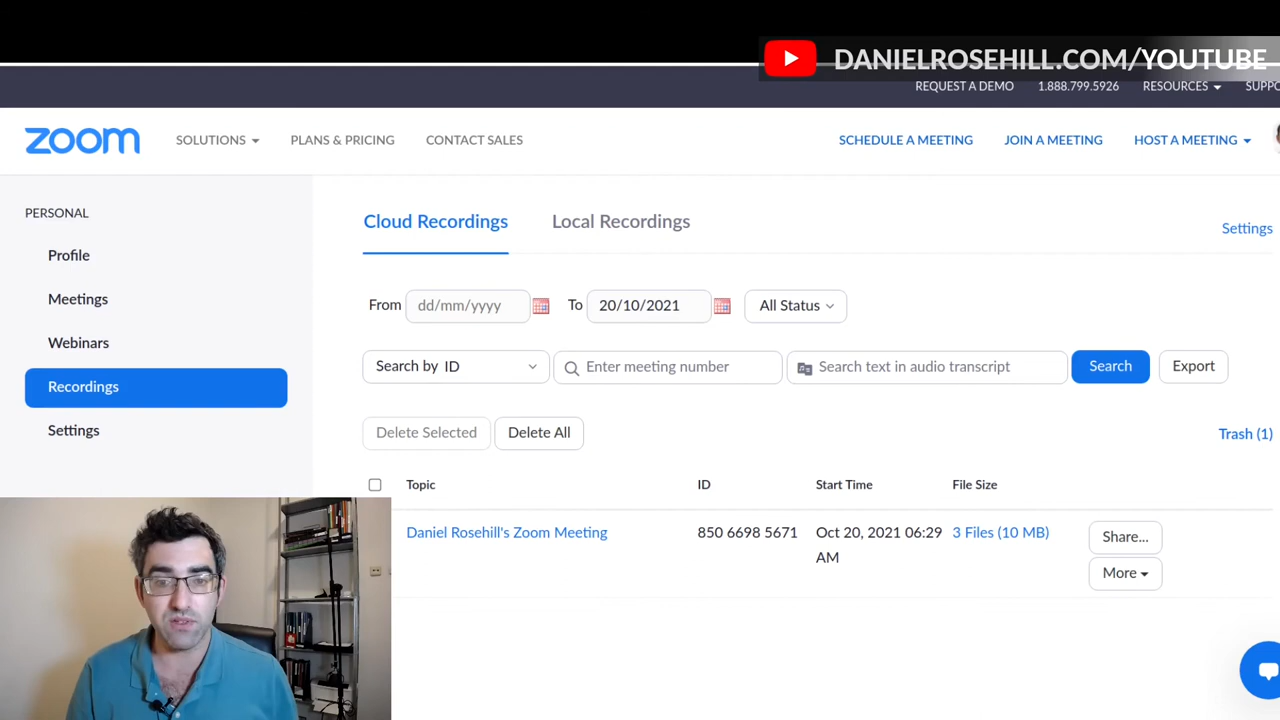 DANIELROSEHILL.COM/YOUTUBE
REQUEST A DEMO 1.888.799.5926 RESOURCES SUPPO
zoom SOLUTIONS PLANS & PRICING CONTACT SALES SCHEDULE A MEETING JOIN A MEETING HOST A MEETING
PERSONAL
Profile
Meetings
Webinars
Recordings
Settings
Cloud Recordings Local Recordings
Settings
From dd/mm/yyyy To 20/10/2021 All Status
Search by ID Enter meeting number Search text in audio transcript Search Export
Delete Selected Delete All Trash (1)
Topic ID Start Time File Size
Daniel Rosehill's Zoom Meeting 850 6698 5671 Oct 20, 2021 06:29 3 Files (10 MB) Share...
AM
More